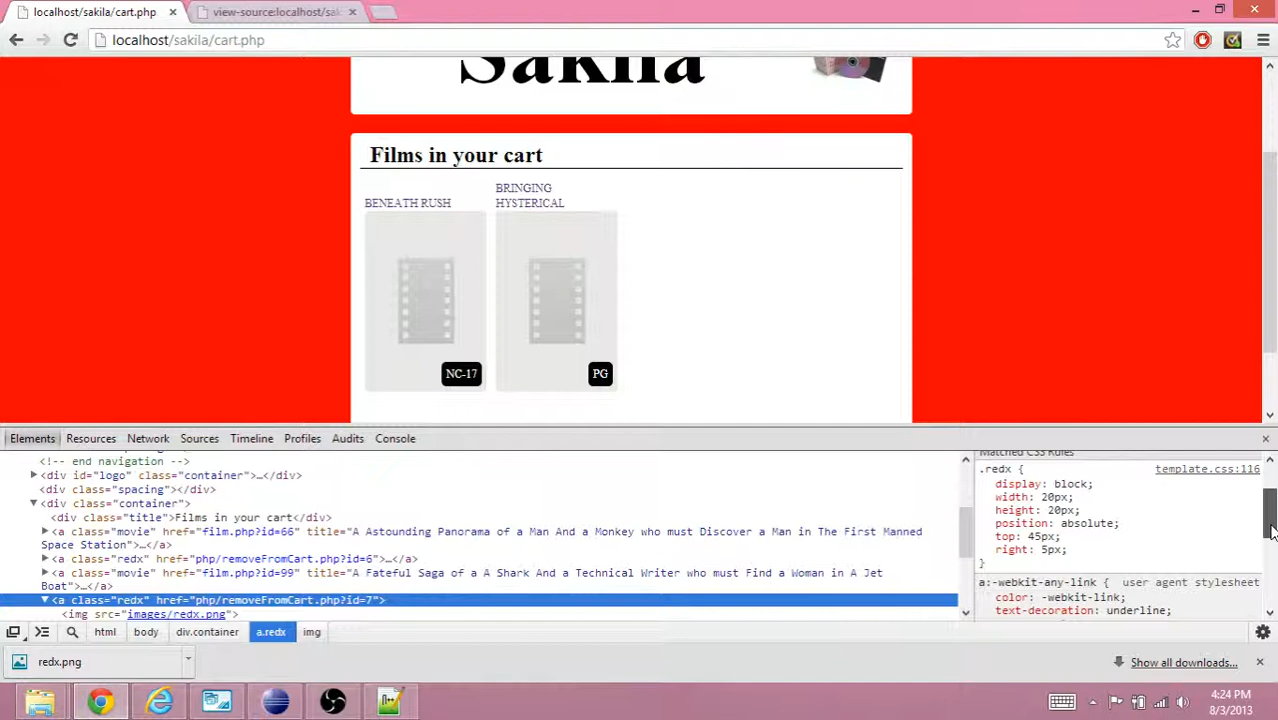 localhost/sakila/cart.php
view-source:localhost/sak
localhost/sakila/cart.php
Sakila
Films in your cart
BENEATH RUSH
BRINGING
HYSTERICAL
NC-17
PG
Elements Resources Network Sources Timeline Profiles Audits Console
<!-- end navigation -->
<div id="logo" class="container">…</div>
<div class="spacing"></div>
<div class="container">
<div class="title">Films in your cart</div>
<a class="movie" href="film.php?id=66" title="A Astounding Panorama of a Man And a Monkey who must Discover a Man in The First Manned
Space Station">…</a>
<a class="redx" href="php/removeFromCart.php?id=6">…</a>
<a class="movie" href="film.php?id=99" title="A Fateful Saga of a A Shark And a Technical Writer who must Find a Woman in A Jet
Boat">…</a>
<a class="redx" href="php/removeFromCart.php?id=7">
<img src="images/redx.png">
Matched CSS Rules
.redx { template.css:116
display: block;
width: 20px;
height: 20px;
position: absolute;
top: 45px;
right: 5px;
}
a:-webkit-any-link { user agent stylesheet
color: -webkit-link;
text-decoration: underline;
html body div.container a.redx img
redx.png
Show all downloads...
4:24 PM
8/3/2013